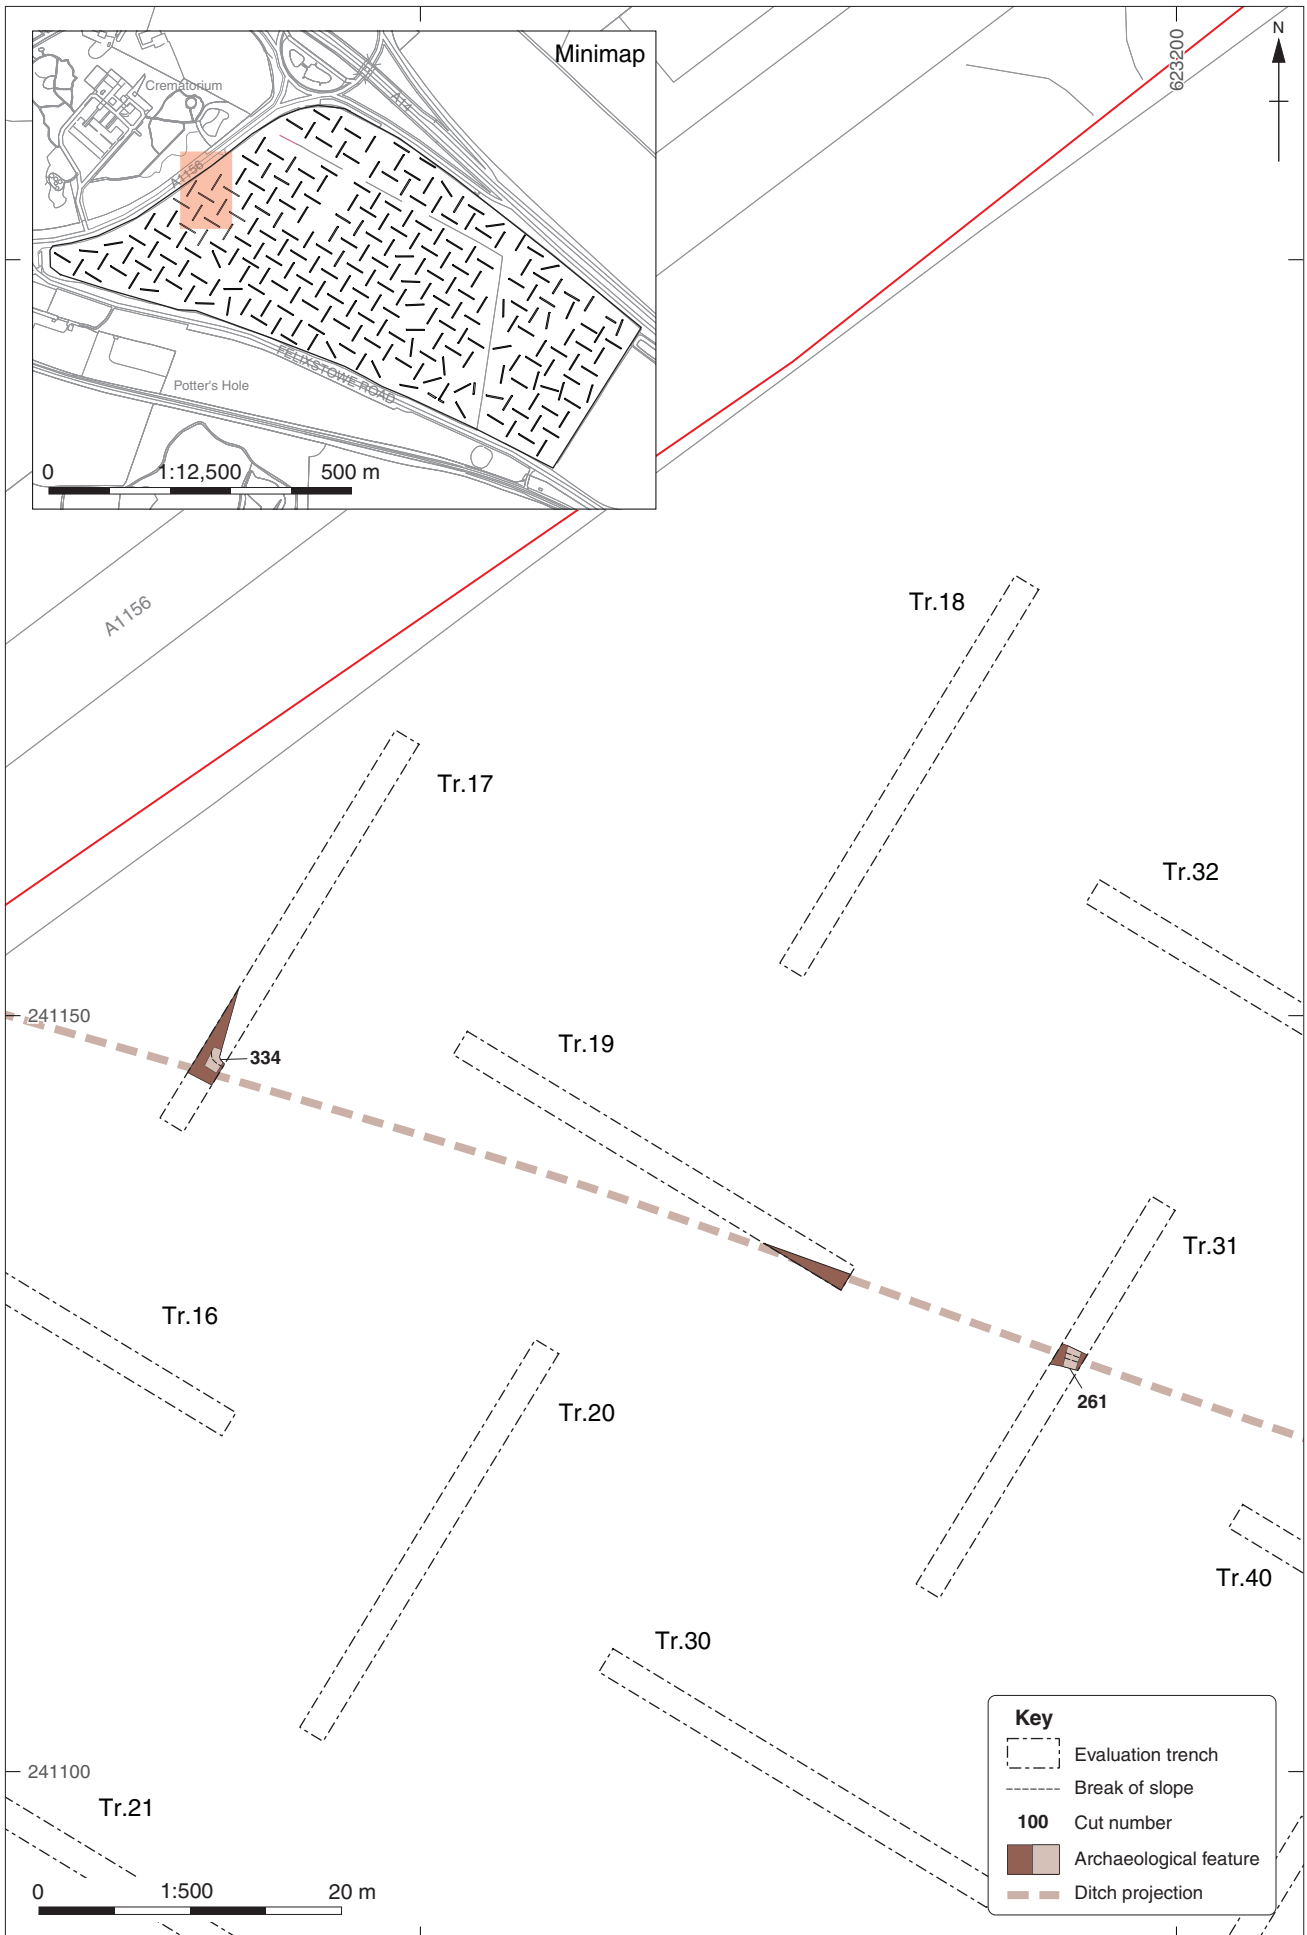 Minimap
Crematorium
A14
A1156
FELIXSTOWE ROAD
Potter's Hole
0 1:12,500 500 m
623200
N
A1156
Tr.18
Tr.17
Tr.32
241150
334
Tr.19
Tr.31
Tr.16
261
Tr.20
Tr.40
Tr.30
241100
Tr.21
0 1:500 20 m
Key
Evaluation trench
Break of slope
100 Cut number
Archaeological feature
Ditch projection